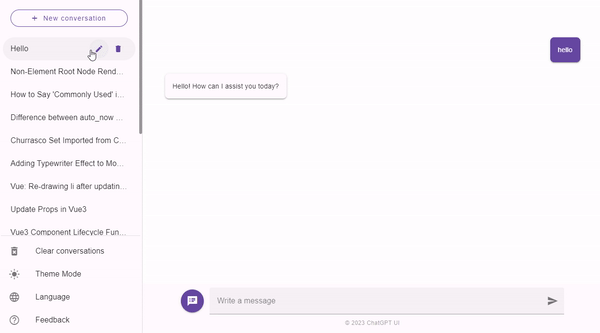 + New conversation
Hello
Non-Element Root Node Rend...
How to Say 'Commonly Used' i...
Difference between auto_now ...
Churrasco Set Imported from C...
Adding Typewriter Effect to Mo...
Vue: Re-drawing li after updatin...
Update Props in Vue3
Vue3 Component Lifecycle Fun...
Clear conversations
Theme Mode
Language
Feedback
hello
Hello! How can I assist you today?
Write a message
© 2023 ChatGPT UI